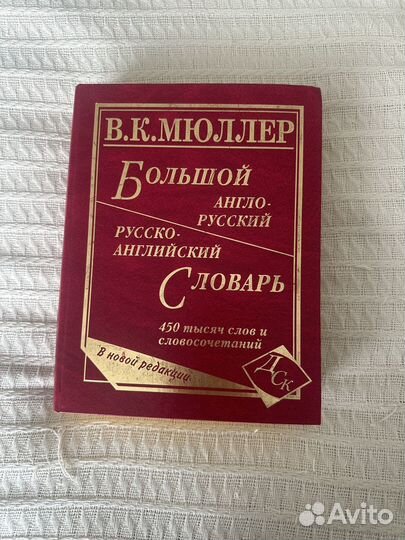 В.К.МЮЛЛЕР
БОЛЬШОЙ
АНГЛО-
РУССКИЙ
РУССКО-
АНГЛИЙСКИЙ
СЛОВАРЬ
450 тысяч слов и
словосочетаний
В новой редакции
ДСК
Avito